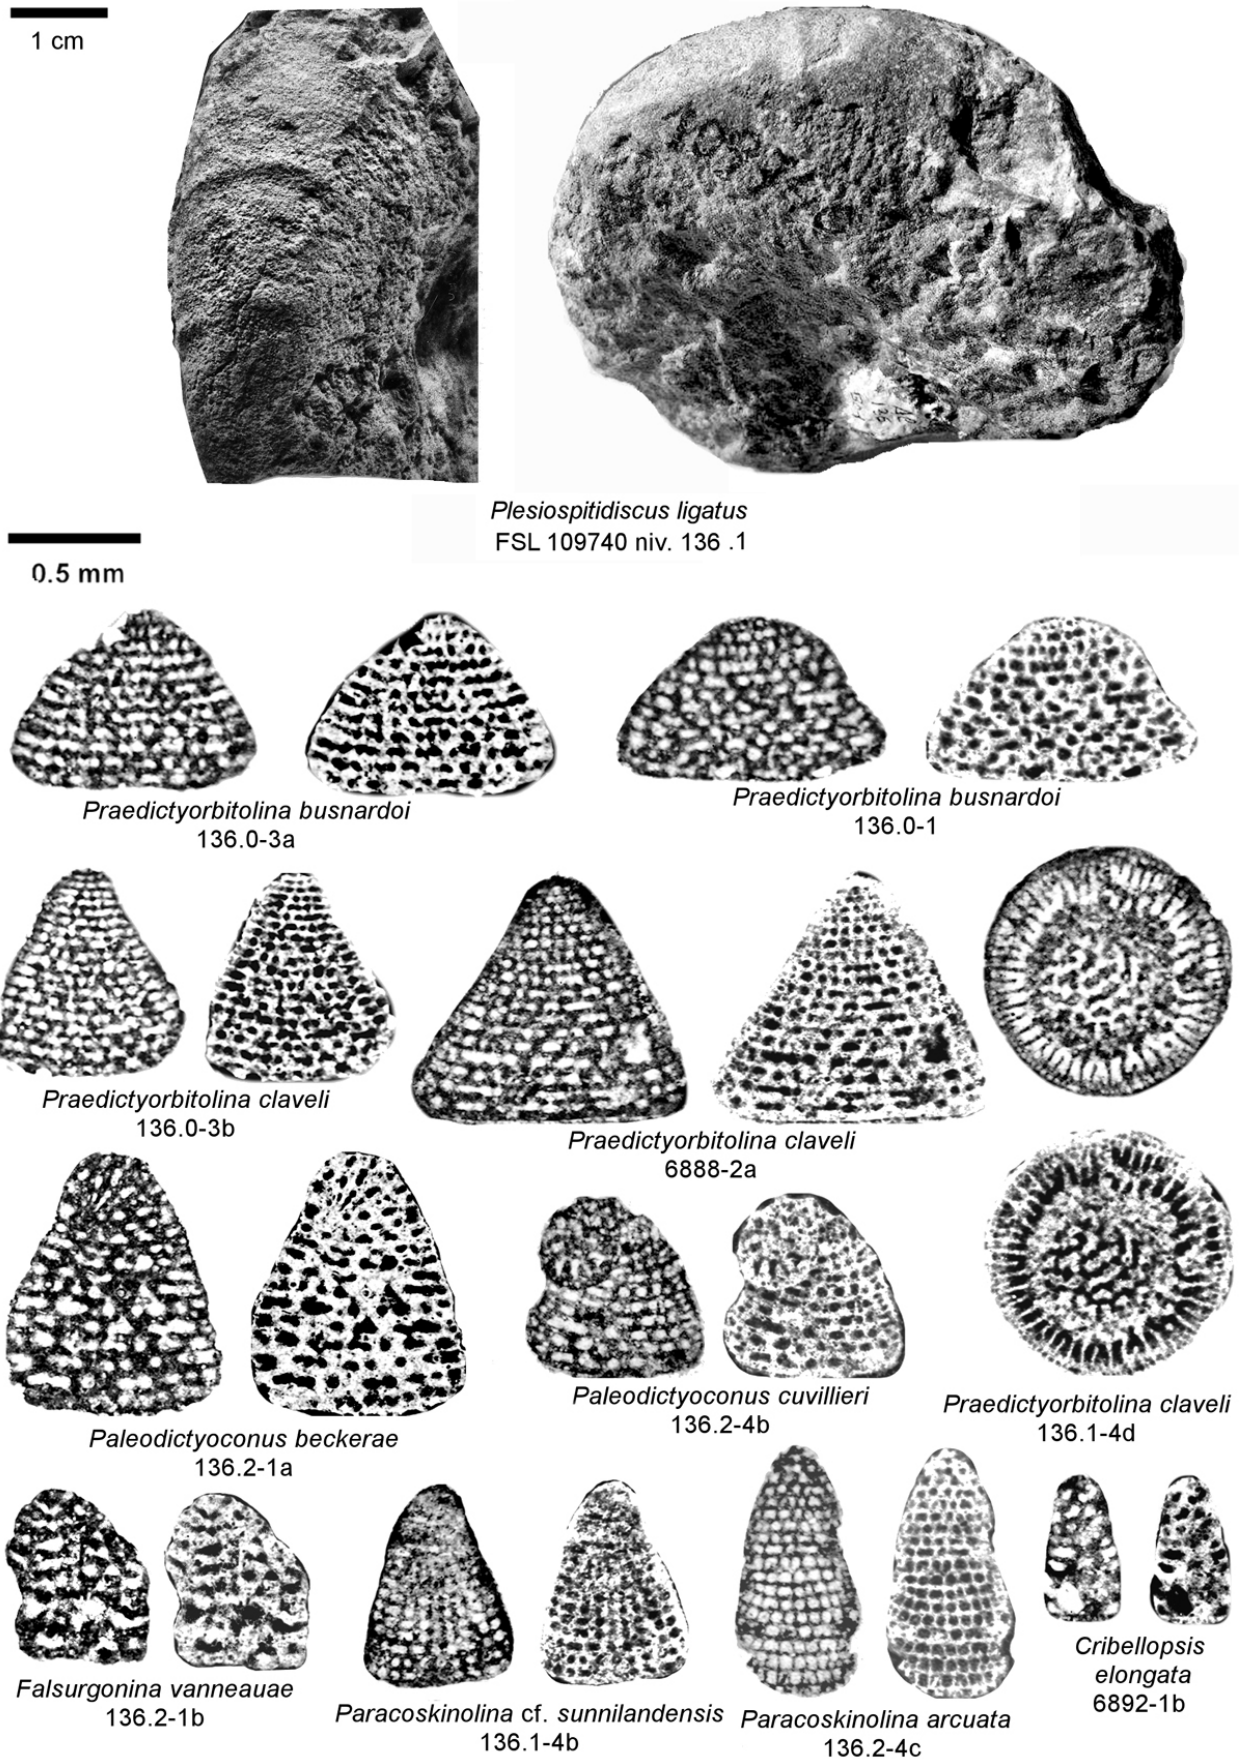 1 cm
Plesiospitidiscus ligatus
FSL 109740 niv. 136 .1
0.5 mm
Praedictyorbitolina busnardoi
136.0-3a
Praedictyorbitolina busnardoi
136.0-1
Praedictyorbitolina claveli
136.0-3b
Praedictyorbitolina claveli
6888-2a
Paleodictyoconus beckerae
136.2-1a
Paleodictyoconus cuvillieri
136.2-4b
Praedictyorbitolina claveli
136.1-4d
Falsurgonina vanneauae
136.2-1b
Paracoskinolina cf. sunnilandensis
136.1-4b
Paracoskinolina arcuata
136.2-4c
Cribellopsis
elongata
6892-1b